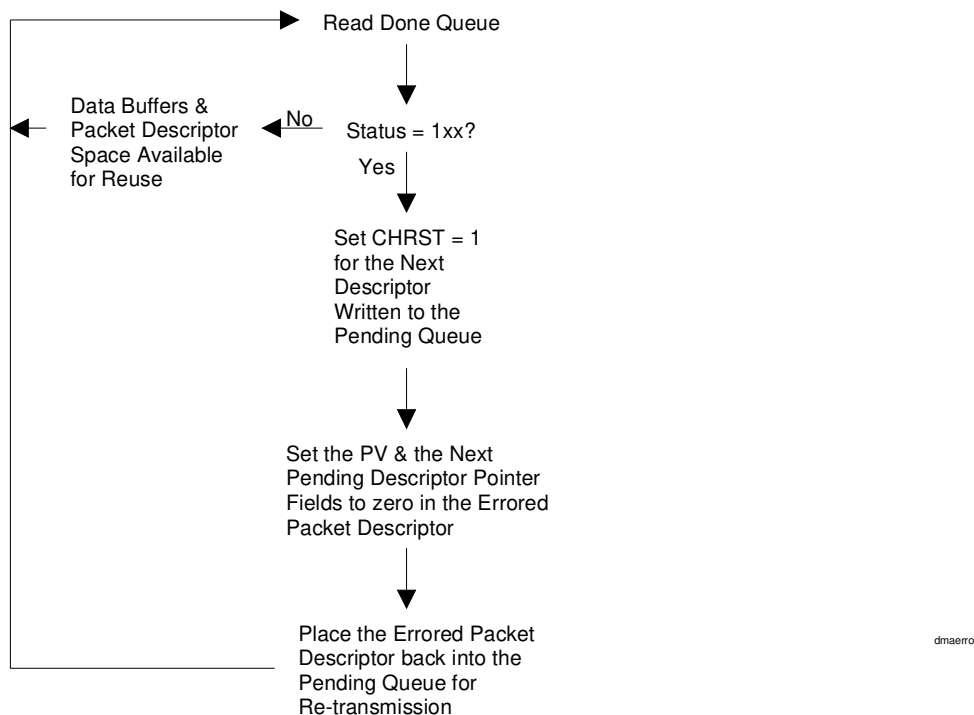 Read Done Queue
Data Buffers &
Packet Descriptor
Space Available
for Reuse
No
Status = 1xx?
Yes
Set CHRST = 1
for the Next
Descriptor
Written to the
Pending Queue
Set the PV & the Next
Pending Descriptor Pointer
Fields to zero in the Errored
Packet Descriptor
Place the Errored Packet
Descriptor back into the
Pending Queue for
Re-transmission
dmaerro